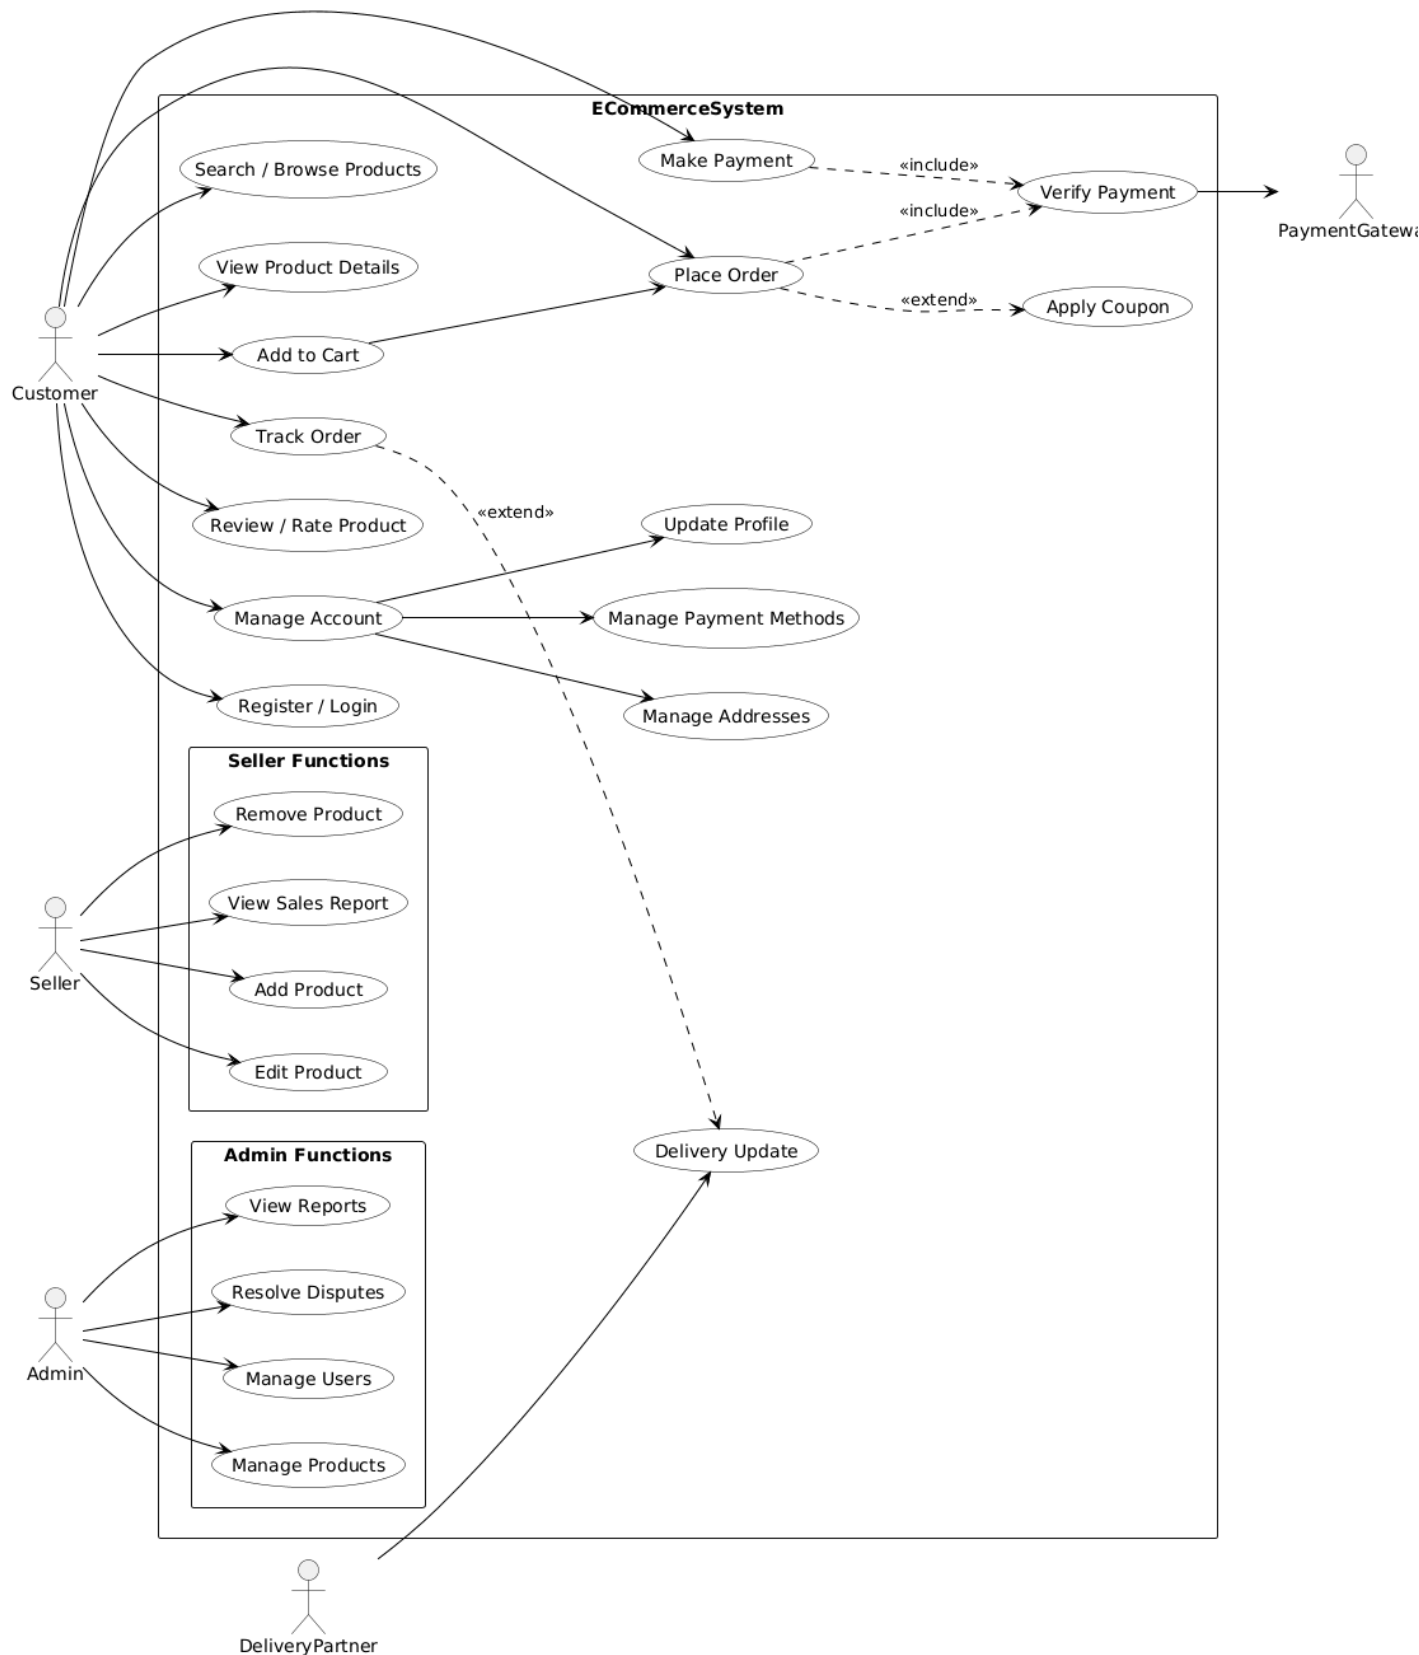 ECommerceSystem
Search / Browse Products
Make Payment
«include»
Verify Payment
PaymentGatewa
«include»
View Product Details
Place Order
«extend»
Apply Coupon
Add to Cart
Customer
Track Order
«extend»
Review / Rate Product
Update Profile
Manage Account
Manage Payment Methods
Register / Login
Manage Addresses
Seller Functions
Remove Product
View Sales Report
Seller
Add Product
Edit Product
Delivery Update
Admin Functions
View Reports
Resolve Disputes
Admin
Manage Users
Manage Products
DeliveryPartner